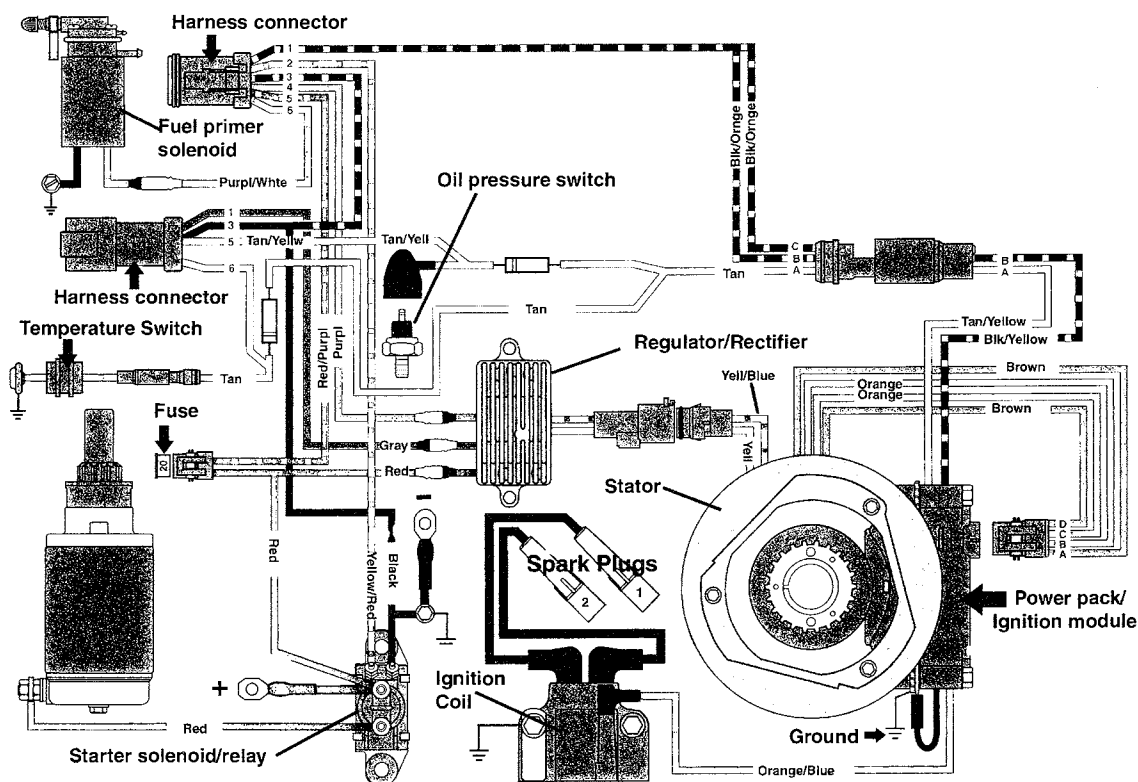 Harness connector
1
2
3
4
5
6
Fuel primer
solenoid
Purpl/Whte
Blk/Ornge
Blk/Ornge
Oil pressure switch
1
3
5
6
Tan/Yellw
Tan/Yell
Harness connector
C
B
A
Tan
B
A
Tan
Temperature Switch
Tan
Red/Purpl
Purpl
Regulator/Rectifier
Tan/Yellow
Blk/Yellow
Yell/Blue
Brown
Orange
Orange
Brown
Fuse
20
Gray
Red
Yell
Stator
Red
Yellow/Red
Black
Spark Plugs
1
2
D
C
B
A
Power pack/
Ignition module
+
−
Ignition
Coil
Red
Starter solenoid/relay
Ground
Orange/Blue